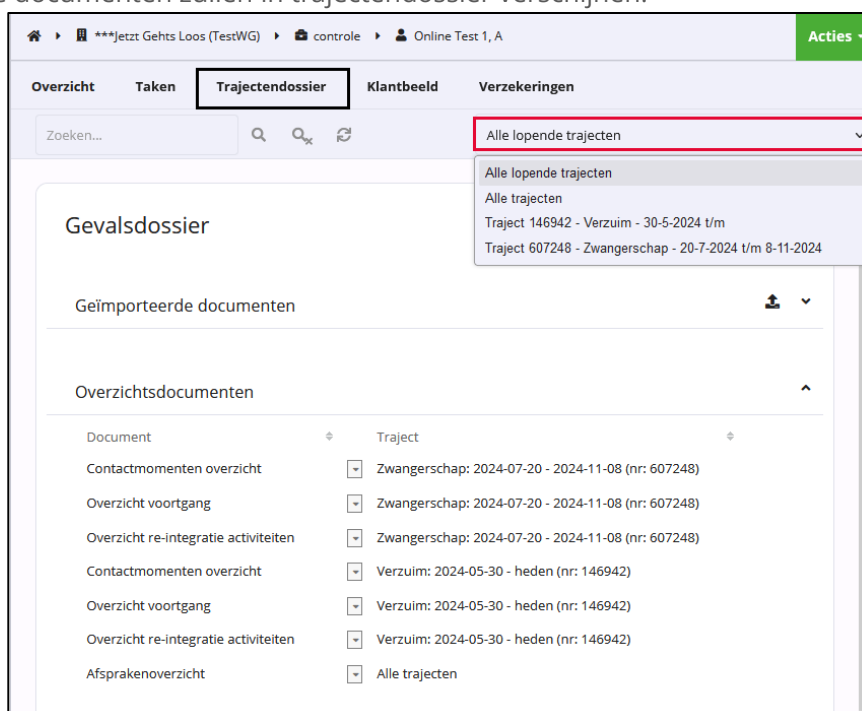 documenten zullen in trajectendossier verschijnen.
***Jetzt Gehts Loos (TestWG) controle Online Test 1, A Acties
Overzicht Taken Trajectendossier Klantbeeld Verzekeringen
Zoeken... Alle lopende trajecten
Alle lopende trajecten
Alle trajecten
Traject 146942 - Verzuim - 30-5-2024 t/m
Traject 607248 - Zwangerschap - 20-7-2024 t/m 8-11-2024
Gevalsdossier
Geïmporteerde documenten
Overzichtsdocumenten
Document Traject
Contactmomenten overzicht Zwangerschap: 2024-07-20 - 2024-11-08 (nr: 607248)
Overzicht voortgang Zwangerschap: 2024-07-20 - 2024-11-08 (nr: 607248)
Overzicht re-integratie activiteiten Zwangerschap: 2024-07-20 - 2024-11-08 (nr: 607248)
Contactmomenten overzicht Verzuim: 2024-05-30 - heden (nr: 146942)
Overzicht voortgang Verzuim: 2024-05-30 - heden (nr: 146942)
Overzicht re-integratie activiteiten Verzuim: 2024-05-30 - heden (nr: 146942)
Afsprakenoverzicht Alle trajecten